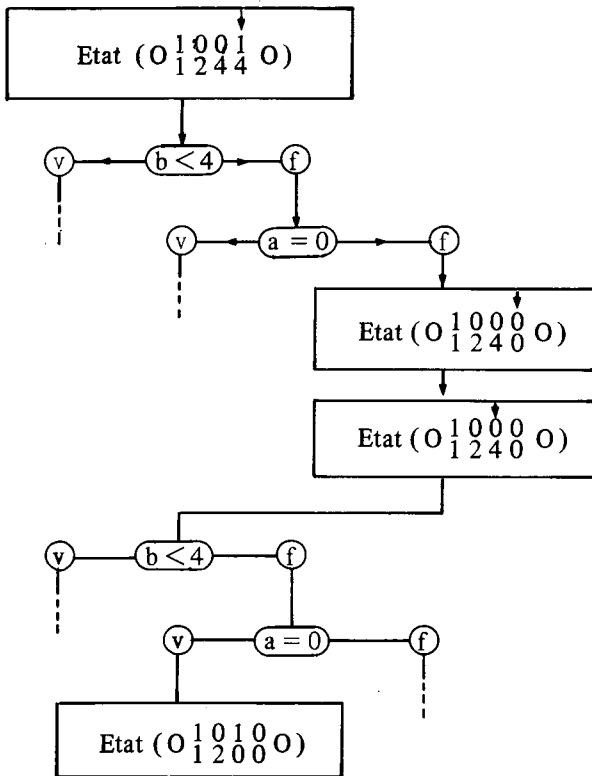 Etat (O 1 0 0 1 O)
1 2 4 4
v b < 4 f
v a = 0 f
Etat (O 1 0 0 0 O)
1 2 4 0
Etat (O 1 0 0 0 O)
1 2 4 0
v b < 4 f
v a = 0 f
Etat (O 1 0 1 0 O)
1 2 0 0